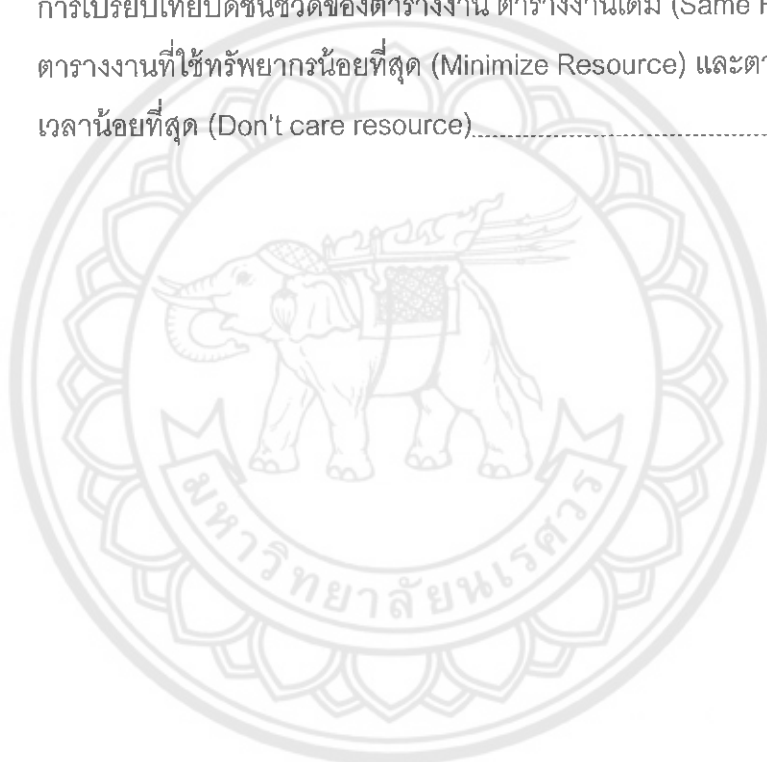 การเปรียบเทียบดัชนีชี้วัดของตารางงาน ตารางงานเดิม (Same
ตารางงานที่ใช้ทรัพยากรน้อยที่สุด (Minimize Resource) และตา
เวลาน้อยที่สุด (Don't care resource)
มหาวิทยาลัยนเรศวร